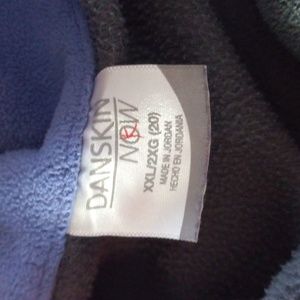 DANSKIN
NOW
XXL/2XG (20)
MADE IN JORDAN
HECHO EN JORDANIA